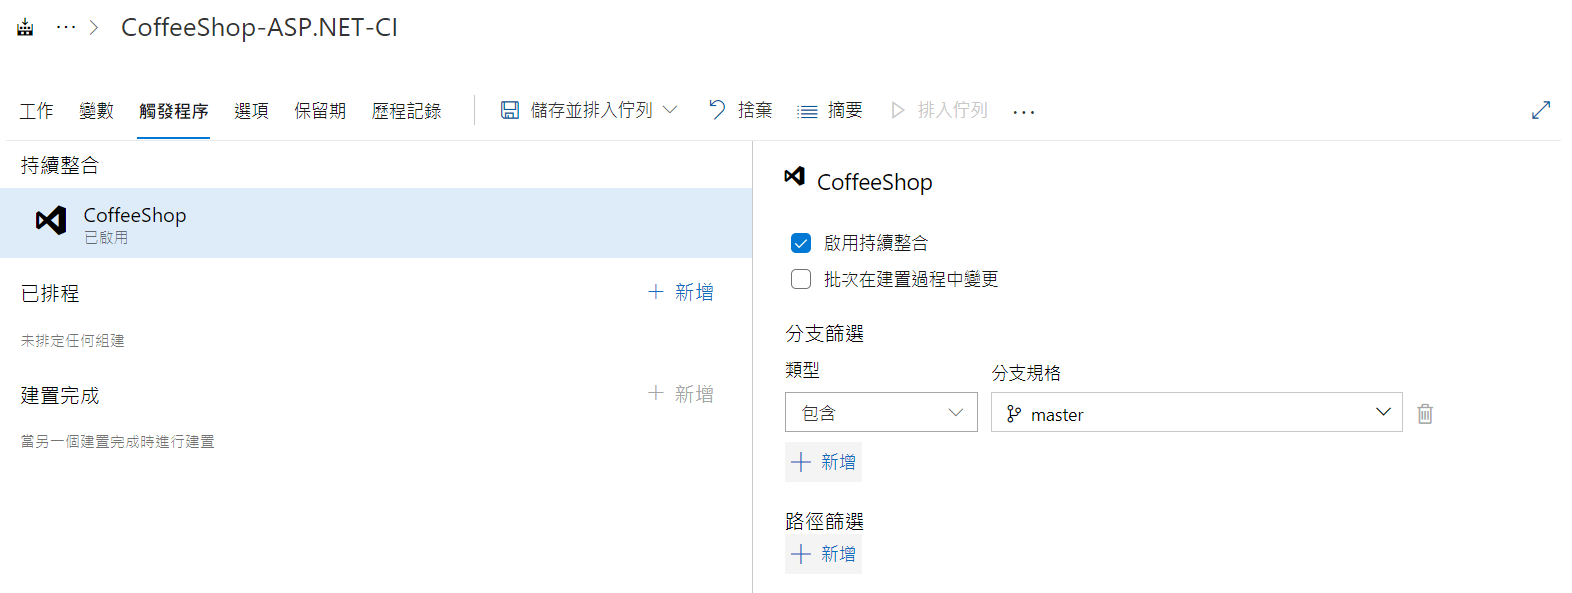 … > CoffeeShop-ASP.NET-CI
工作 變數 觸發程序 選項 保留期 歷程記錄 儲存並排入佇列 捨棄 摘要 排入佇列 …
持續整合
CoffeeShop
已啟用
已排程 + 新增
未排定任何組建
建置完成 + 新增
當另一個建置完成時進行建置
CoffeeShop
啟用持續整合
批次在建置過程中變更
分支篩選
類型 分支規格
包含 master
+ 新增
路徑篩選
+ 新增